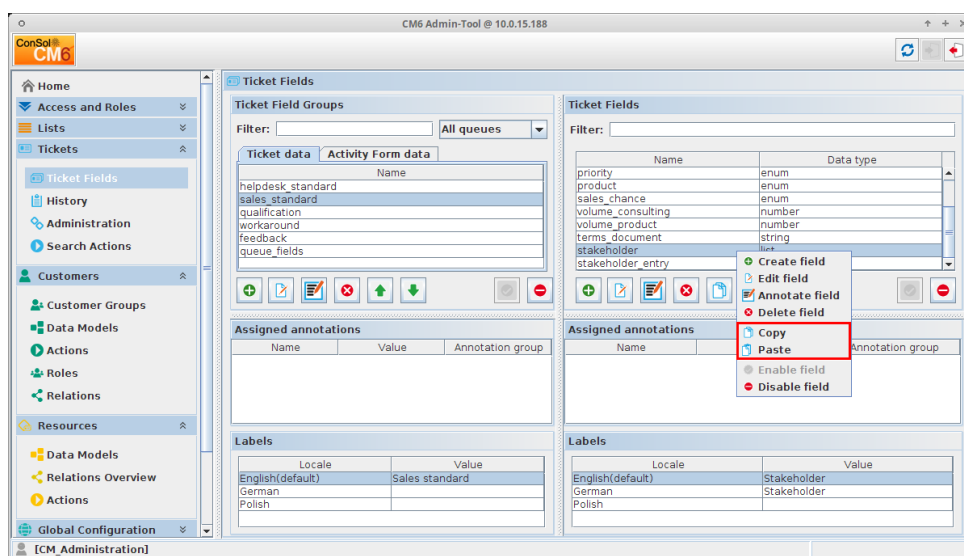 CM6 Admin-Tool @ 10.0.15.188
ConSol
CM6
Home
Access and Roles
Lists
Tickets
Ticket Fields
History
Administration
Search Actions
Customers
Customer Groups
Data Models
Actions
Roles
Relations
Resources
Data Models
Relations Overview
Actions
Global Configuration
[CM_Administration]
Ticket Fields
Ticket Field Groups
Filter: All queues
Ticket data Activity Form data
Name
helpdesk_standard
sales_standard
qualification
workaround
feedback
queue_fields
Assigned annotations
Name Value Annotation group
Labels
Locale Value
English(default) Sales standard
German
Polish
Ticket Fields
Filter:
Name Data type
priority enum
product enum
sales_chance enum
volume_consulting number
volume_product number
terms_document string
stakeholder list
stakeholder_entry
Create field
Edit field
Annotate field
Delete field
Copy
Paste
Enable field
Disable field
Assigned annotations
Name Annotation group
Labels
Locale Value
English(default) Stakeholder
German Stakeholder
Polish